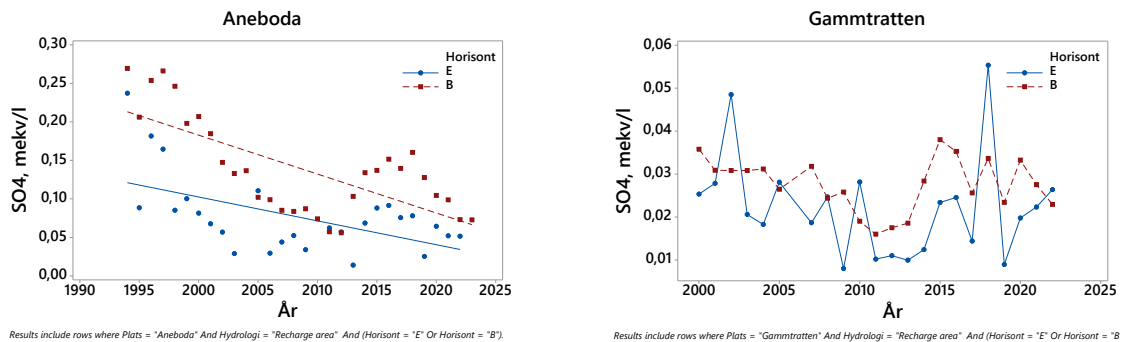 Aneboda
SO4, mekv/l
0,30
0,25
0,20
0,15
0,10
0,05
0,00
1990 1995 2000 2005 2010 2015 2020 2025
År
Horisont
E
B
Results include rows where Plats = "Aneboda" And Hydrologi = "Recharge area"  And (Horisont = "E" Or Horisont = "B").
Gammtratten
SO4, mekv/l
0,06
0,05
0,04
0,03
0,02
0,01
2000 2005 2010 2015 2020 2025
År
Horisont
E
B
Results include rows where Plats = "Gammtratten" And Hydrologi = "Recharge area"  And (Horisont = "E" Or Horisont = "B